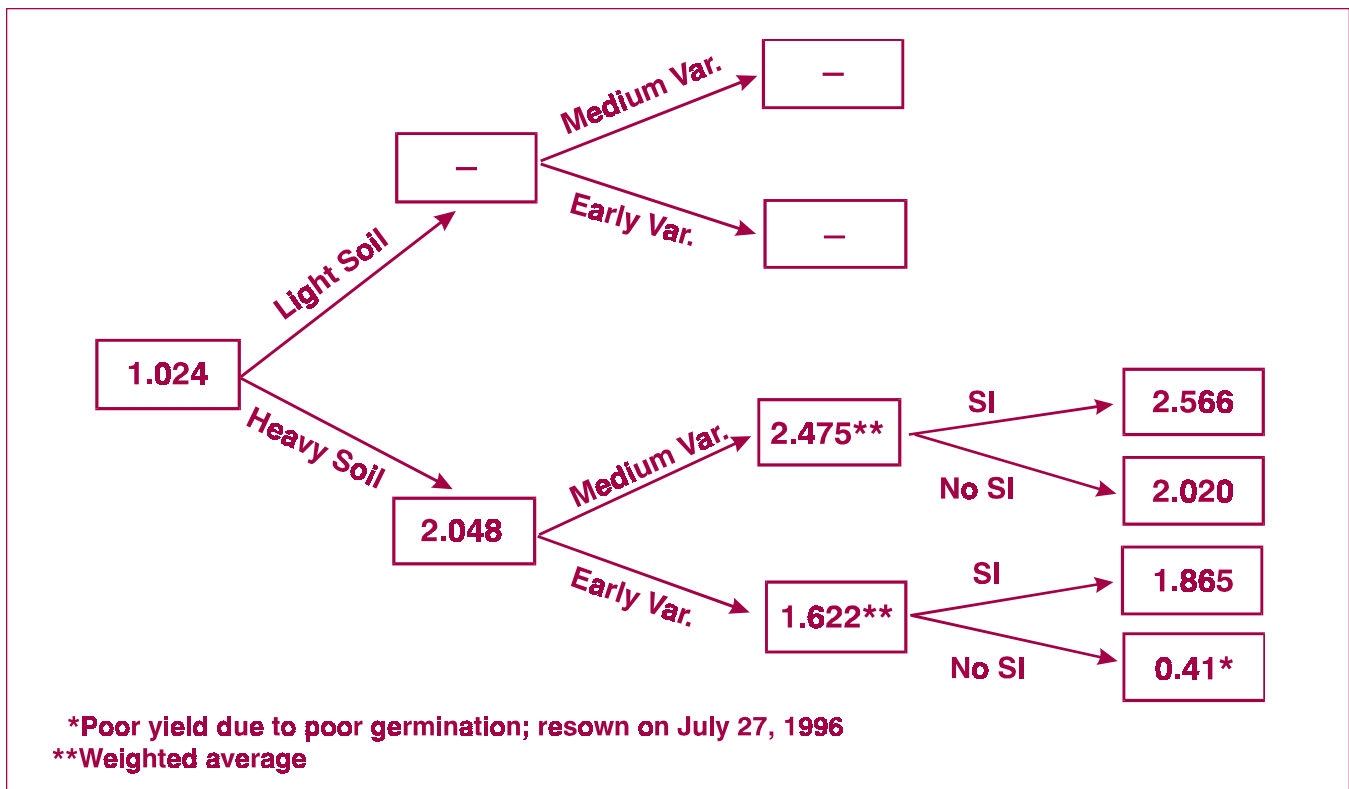 –
Medium Var.
–
Early Var.
–
Light Soil
1.024
Heavy Soil
2.048
Medium Var.
2.475**
SI
2.566
No SI
2.020
Early Var.
1.622**
SI
1.865
No SI
0.41*
*Poor yield due to poor germination; resown on July 27, 1996
**Weighted average